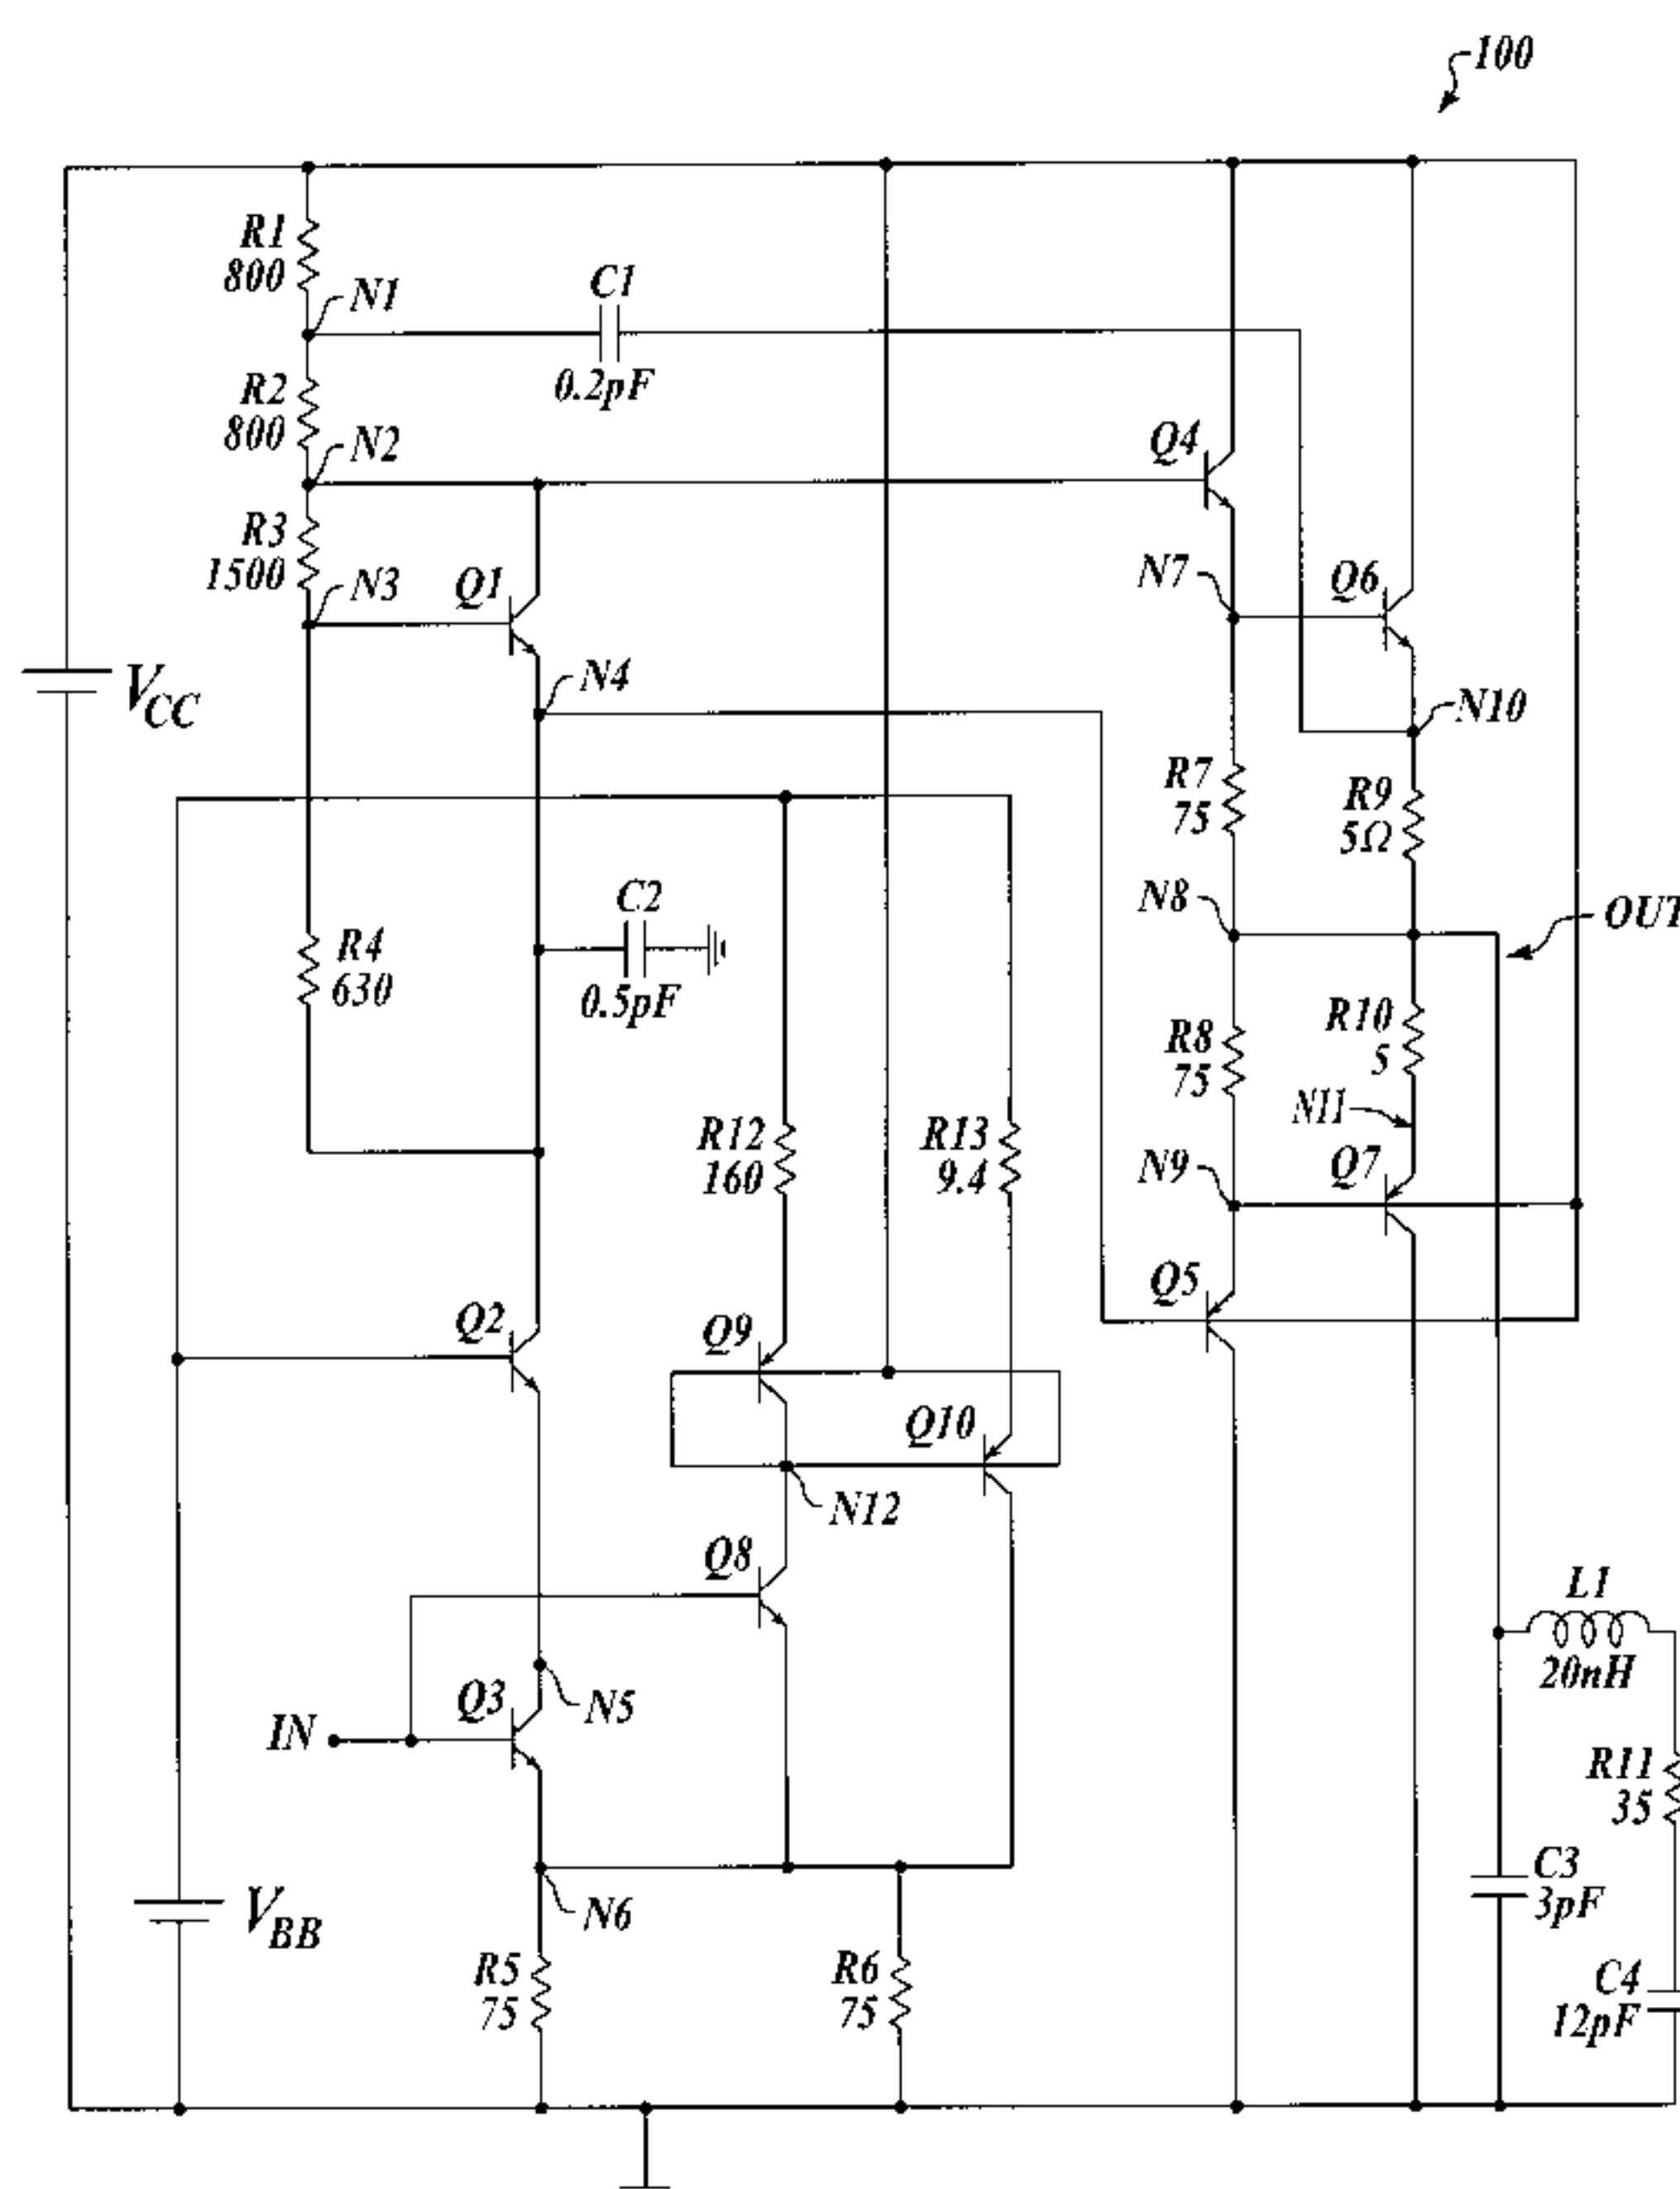 100
R1
800
N1
C1
0.2pF
R2
800
N2
Q4
R3
1500
N3
Q1
N7
Q6
VCC
N4
N10
R7
75
R9
5Ω
C2
0.5pF
N8
OUT
R4
630
R10
5
R8
75
N11
R12
160
R13
9.4
N9
Q7
Q5
Q2
Q9
Q10
N12
Q8
L1
20nH
Q3
N5
IN
R11
35
C3
3pF
VBB
N6
R5
75
R6
75
C4
12pF